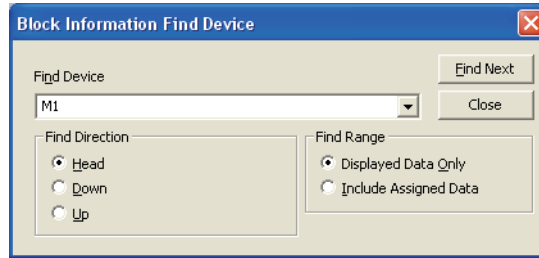 Block Information Find Device
Find Device
Find Next
M1
Close
Find Direction
Head
Down
Up
Find Range
Displayed Data Only
Include Assigned Data